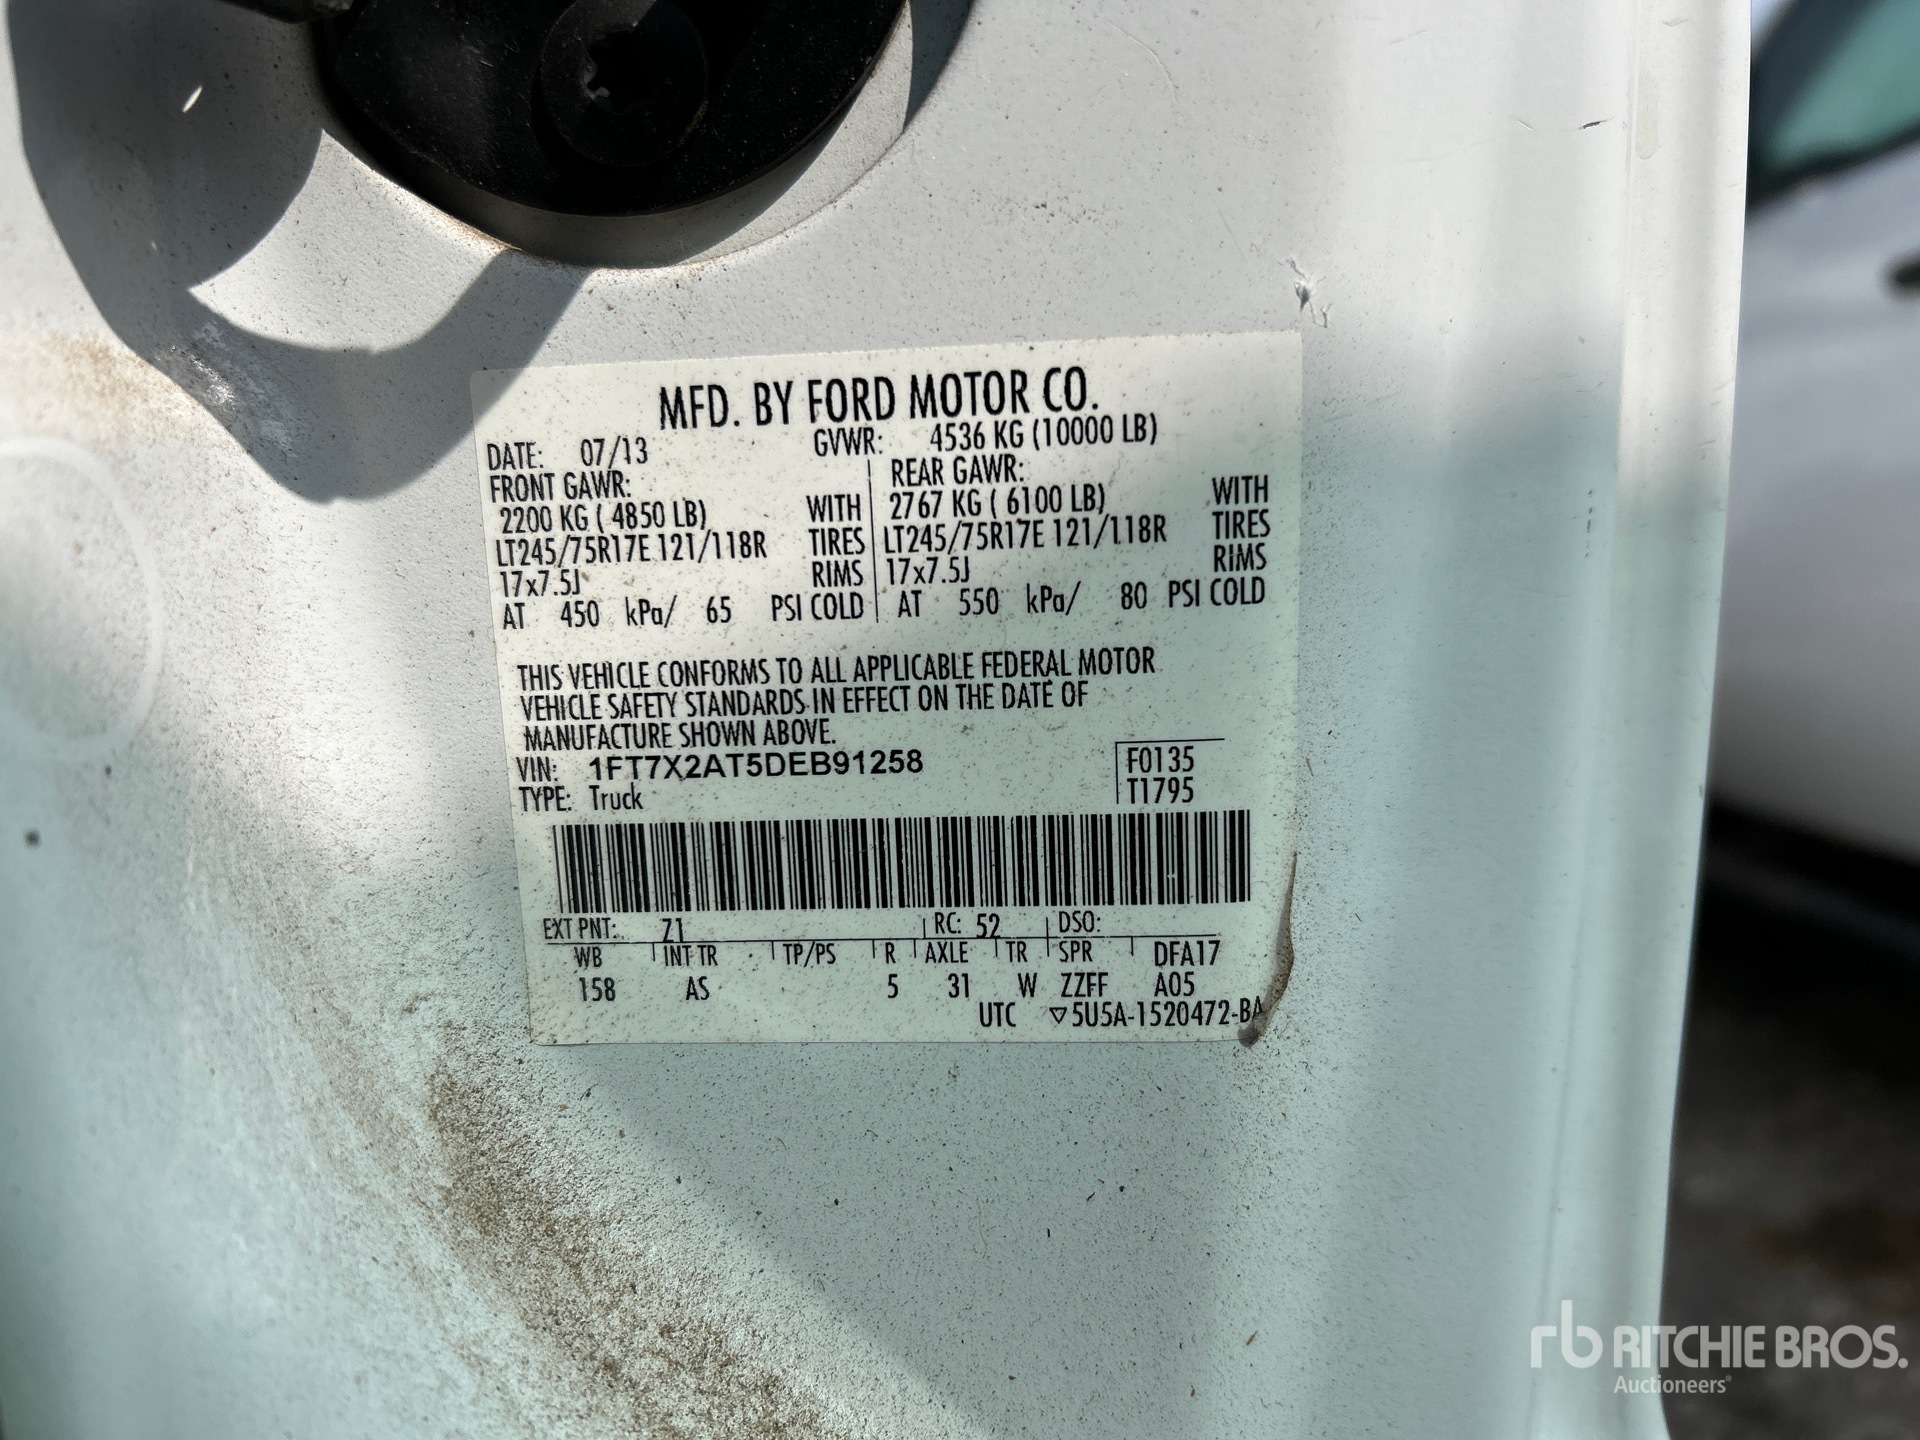 MFD. BY FORD MOTOR CO.
DATE: 07/13 GVWR: 4536 KG (10000 LB)
FRONT GAWR: REAR GAWR:
2200 KG ( 4850 LB) WITH 2767 KG ( 6100 LB) WITH
LT245/75R17E 121/118R TIRES LT245/75R17E 121/118R TIRES
17x7.5J RIMS 17x7.5J RIMS
AT 450 kPa/ 65 PSI COLD AT 550 kPa/ 80 PSI COLD
THIS VEHICLE CONFORMS TO ALL APPLICABLE FEDERAL MOTOR
VEHICLE SAFETY STANDARDS IN EFFECT ON THE DATE OF
MANUFACTURE SHOWN ABOVE.
VIN: 1FT7X2AT5DEB91258 F0135
TYPE: Truck T1795
EXT PNT: Z1 RC: 52 DSO:
WB INT TR TP/PS R AXLE TR SPR DFA17
158 AS 5 31 W ZZFF A05
UTC ▽5U5A-1520472-BA
rb RITCHIE BROS.
Auctioneers®